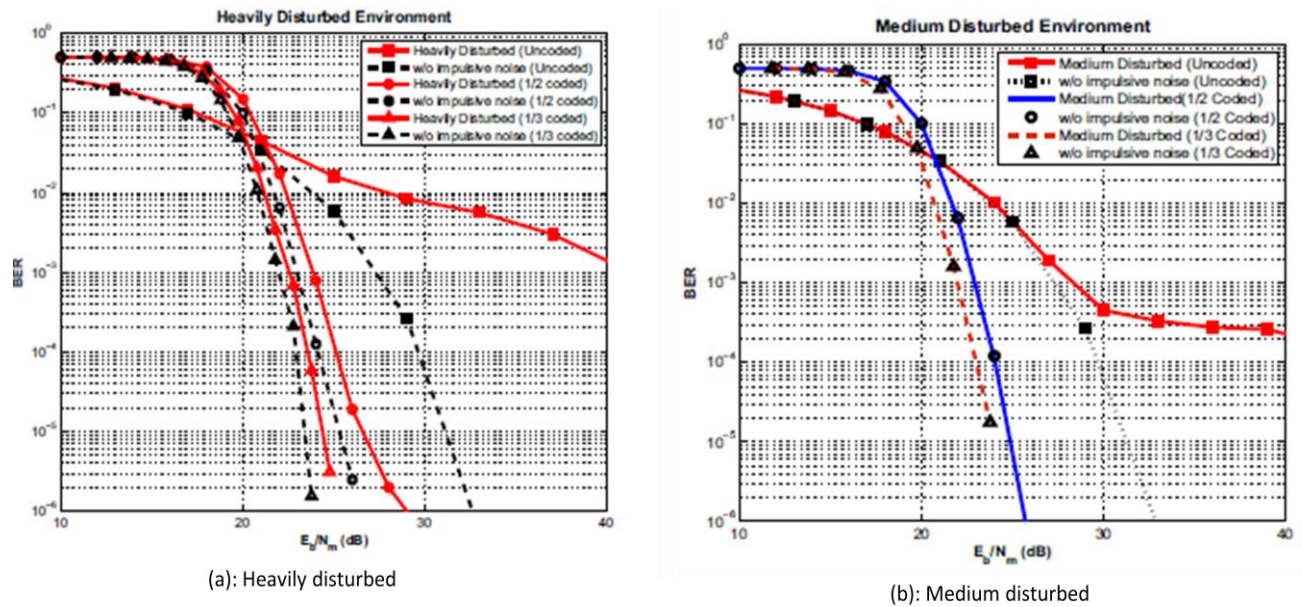 Heavily Disturbed Environment
Heavily Disturbed (Uncoded)
w/o impulsive noise (Uncoded)
Heavily Disturbed (1/2 coded)
w/o impulsive noise (1/2 coded)
Heavily Disturbed (1/3 coded)
w/o impulsive noise (1/3 coded)
BER
10^0
10^-1
10^-2
10^-3
10^-4
10^-5
10^-6
10 20 30 40
E_b/N_m (dB)
(a): Heavily disturbed
Medium Disturbed Environment
Medium Disturbed (Uncoded)
w/o impulsive noise (Uncoded)
Medium Disturbed(1/2 Coded)
w/o impulsive noise (1/2 Coded)
Medium Disturbed (1/3 Coded)
w/o impulsive noise (1/3 Coded)
BER
10^0
10^-1
10^-2
10^-3
10^-4
10^-5
10^-6
10 20 30 40
E_b/N_m (dB)
(b): Medium disturbed